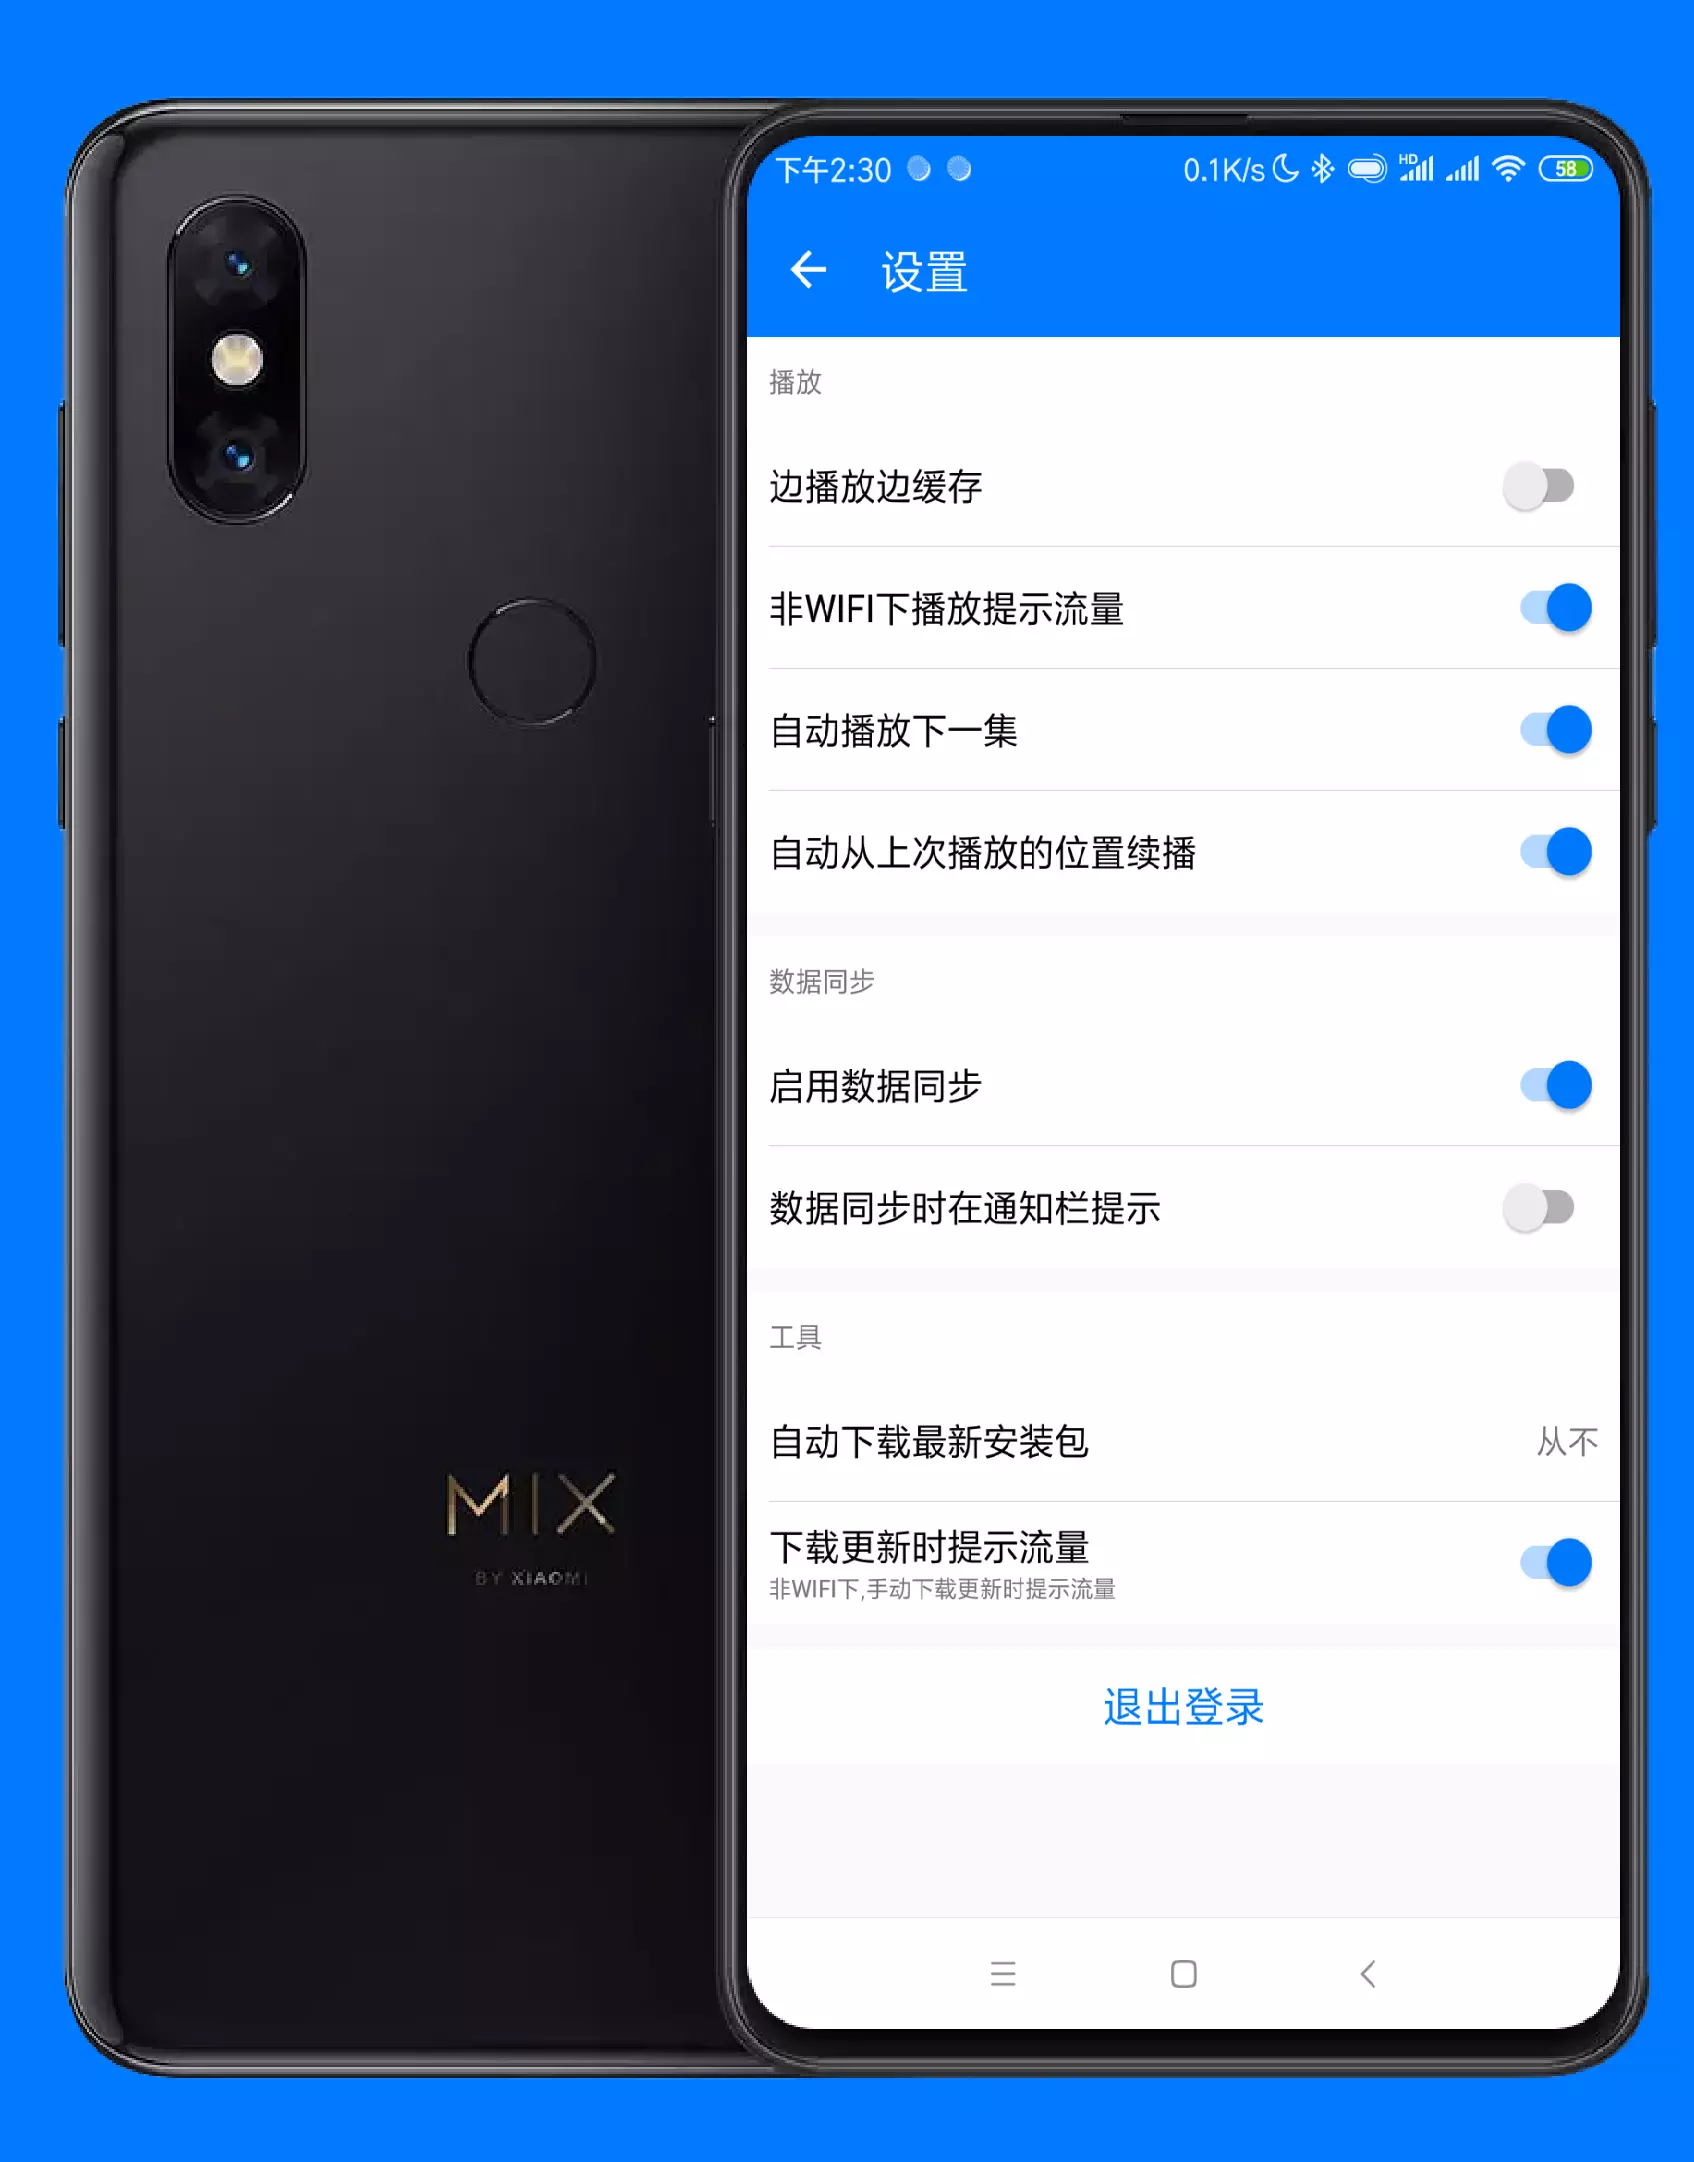 下午2:30
0.1K/s
HD
58
设置
播放
边播放边缓存
非WIFI下播放提示流量
自动播放下一集
自动从上次播放的位置续播
数据同步
启用数据同步
数据同步时在通知栏提示
工具
自动下载最新安装包
从不
下载更新时提示流量
非WIFI下,手动下载更新时提示流量
退出登录
MIX
BY XIAOMI